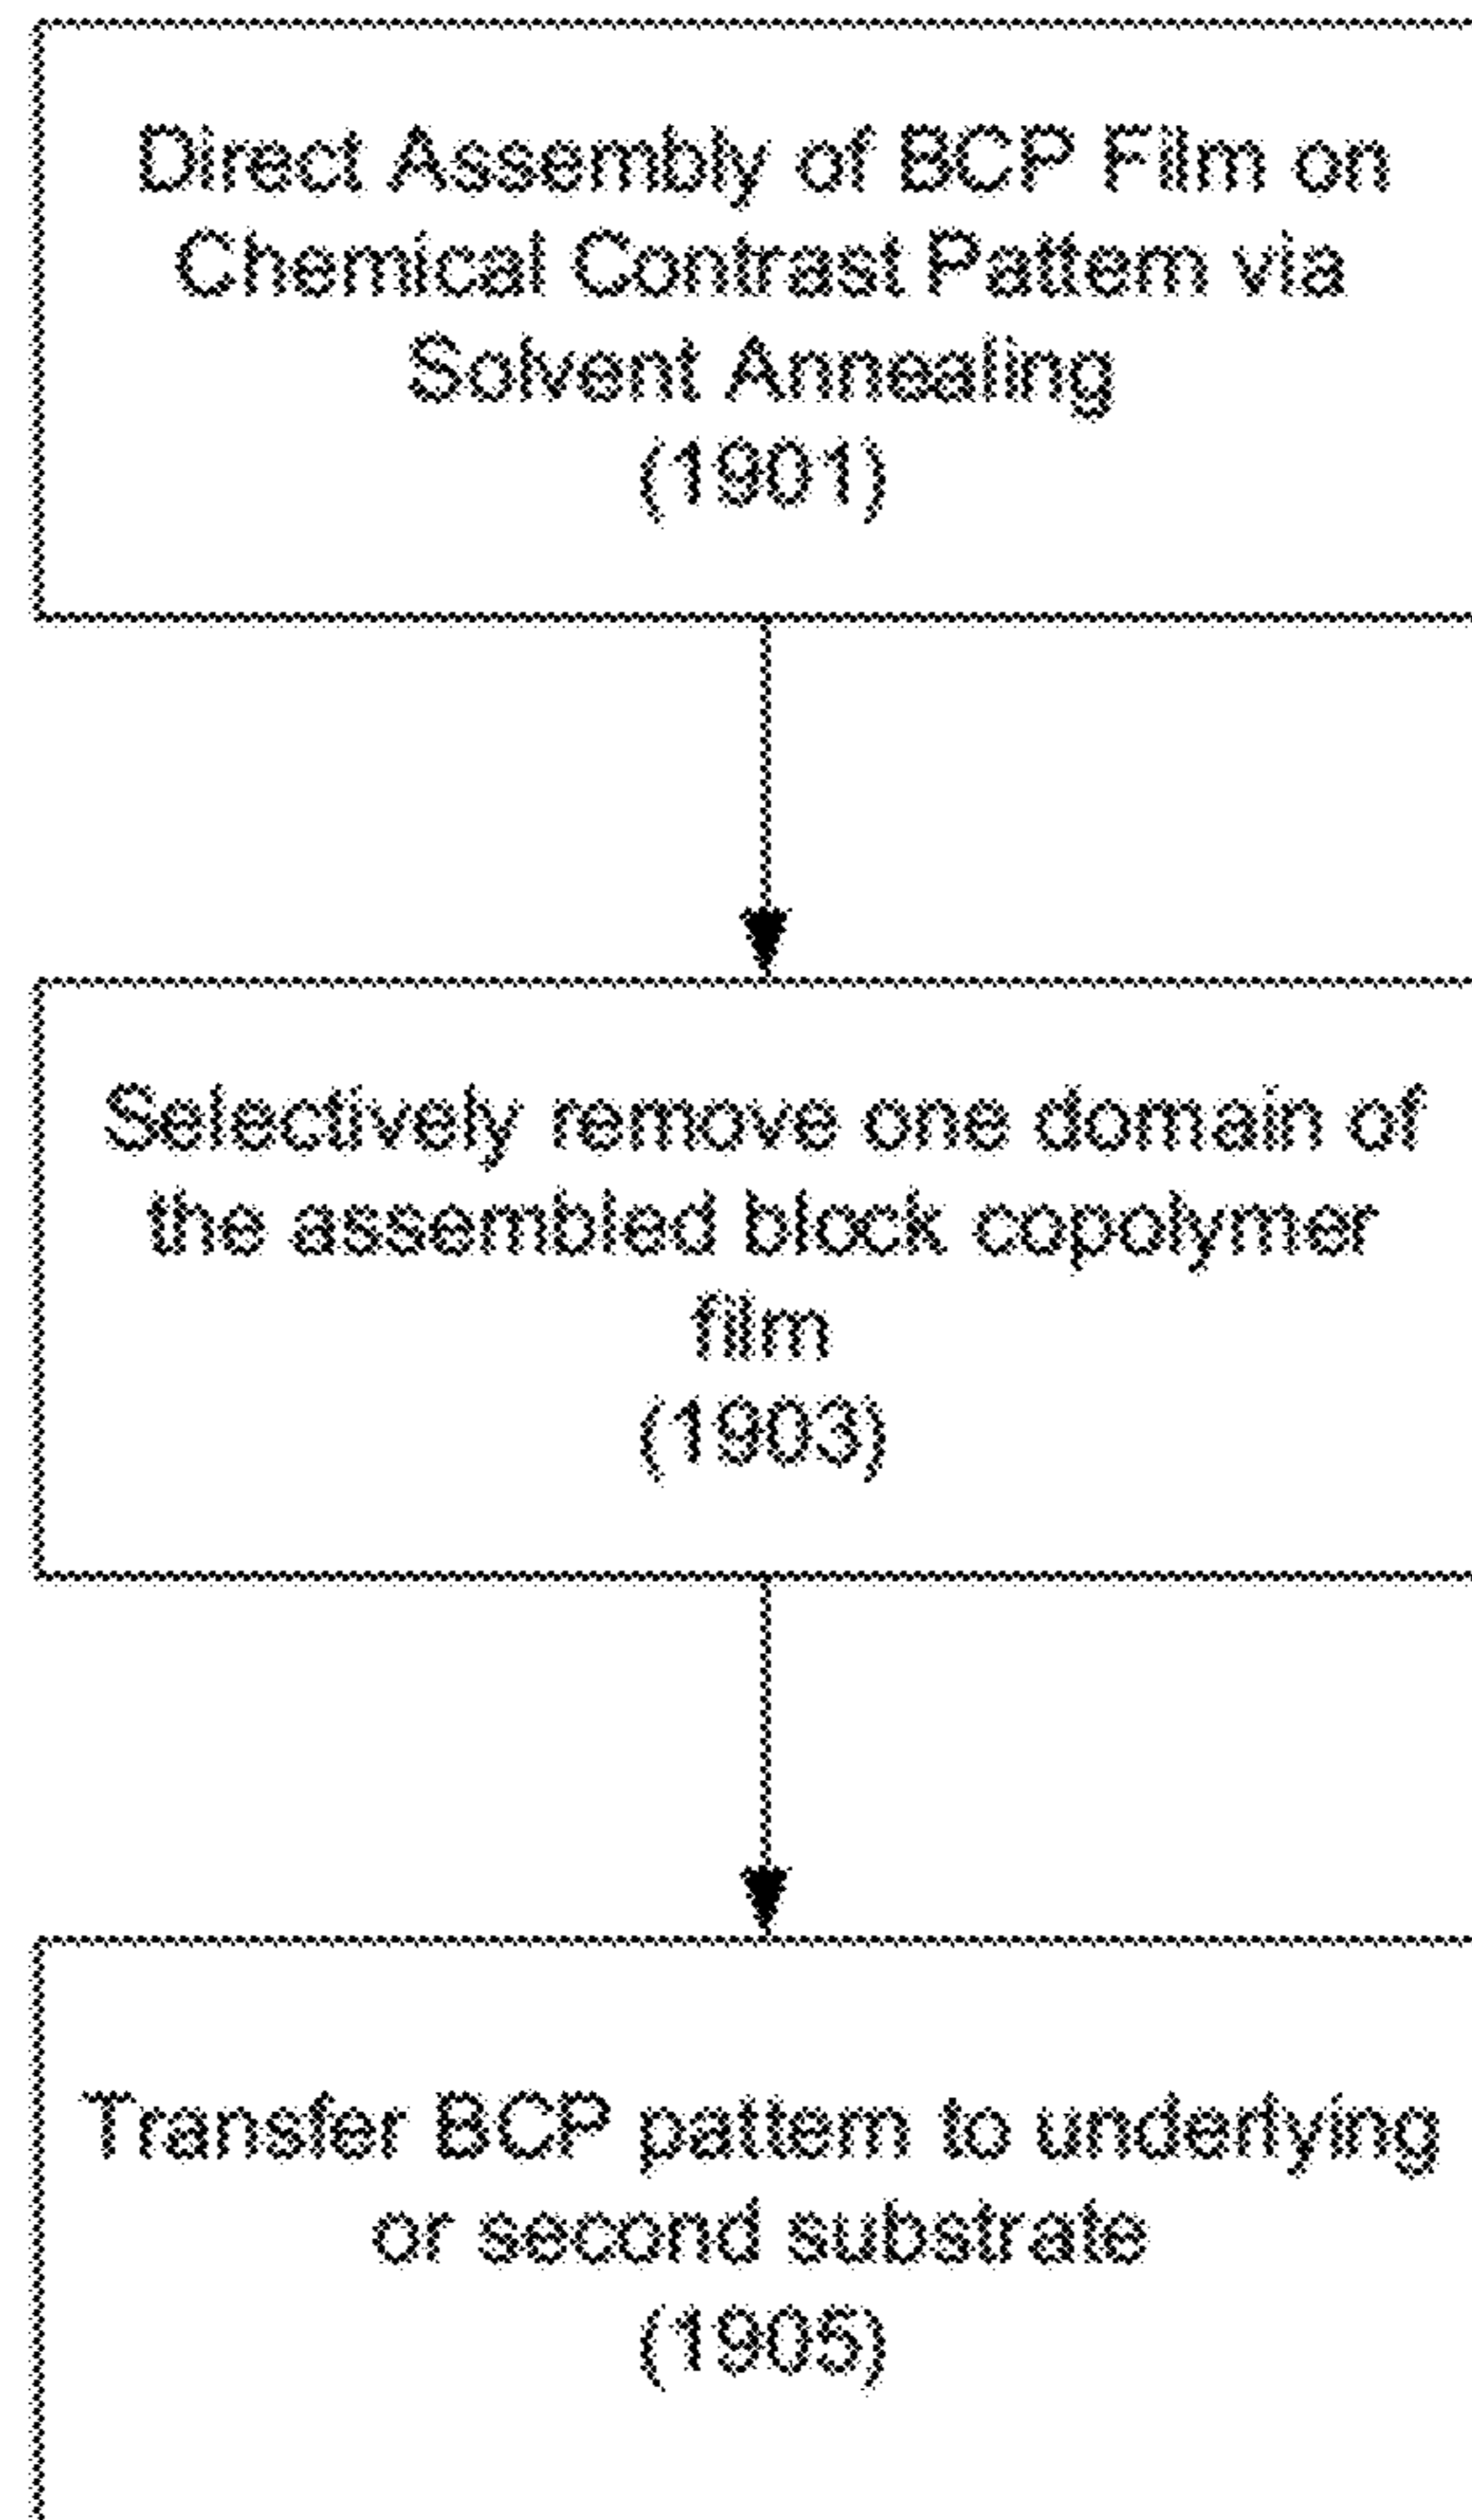 Direct Assembly of BCP Film on
Chemical Contrast Pattern via
Solvent Annealing
(1901)
Selectively remove one domain of
the assembled block copolymer
film
(1903)
Transfer BCP pattern to underlying
or second substrate
(1905)